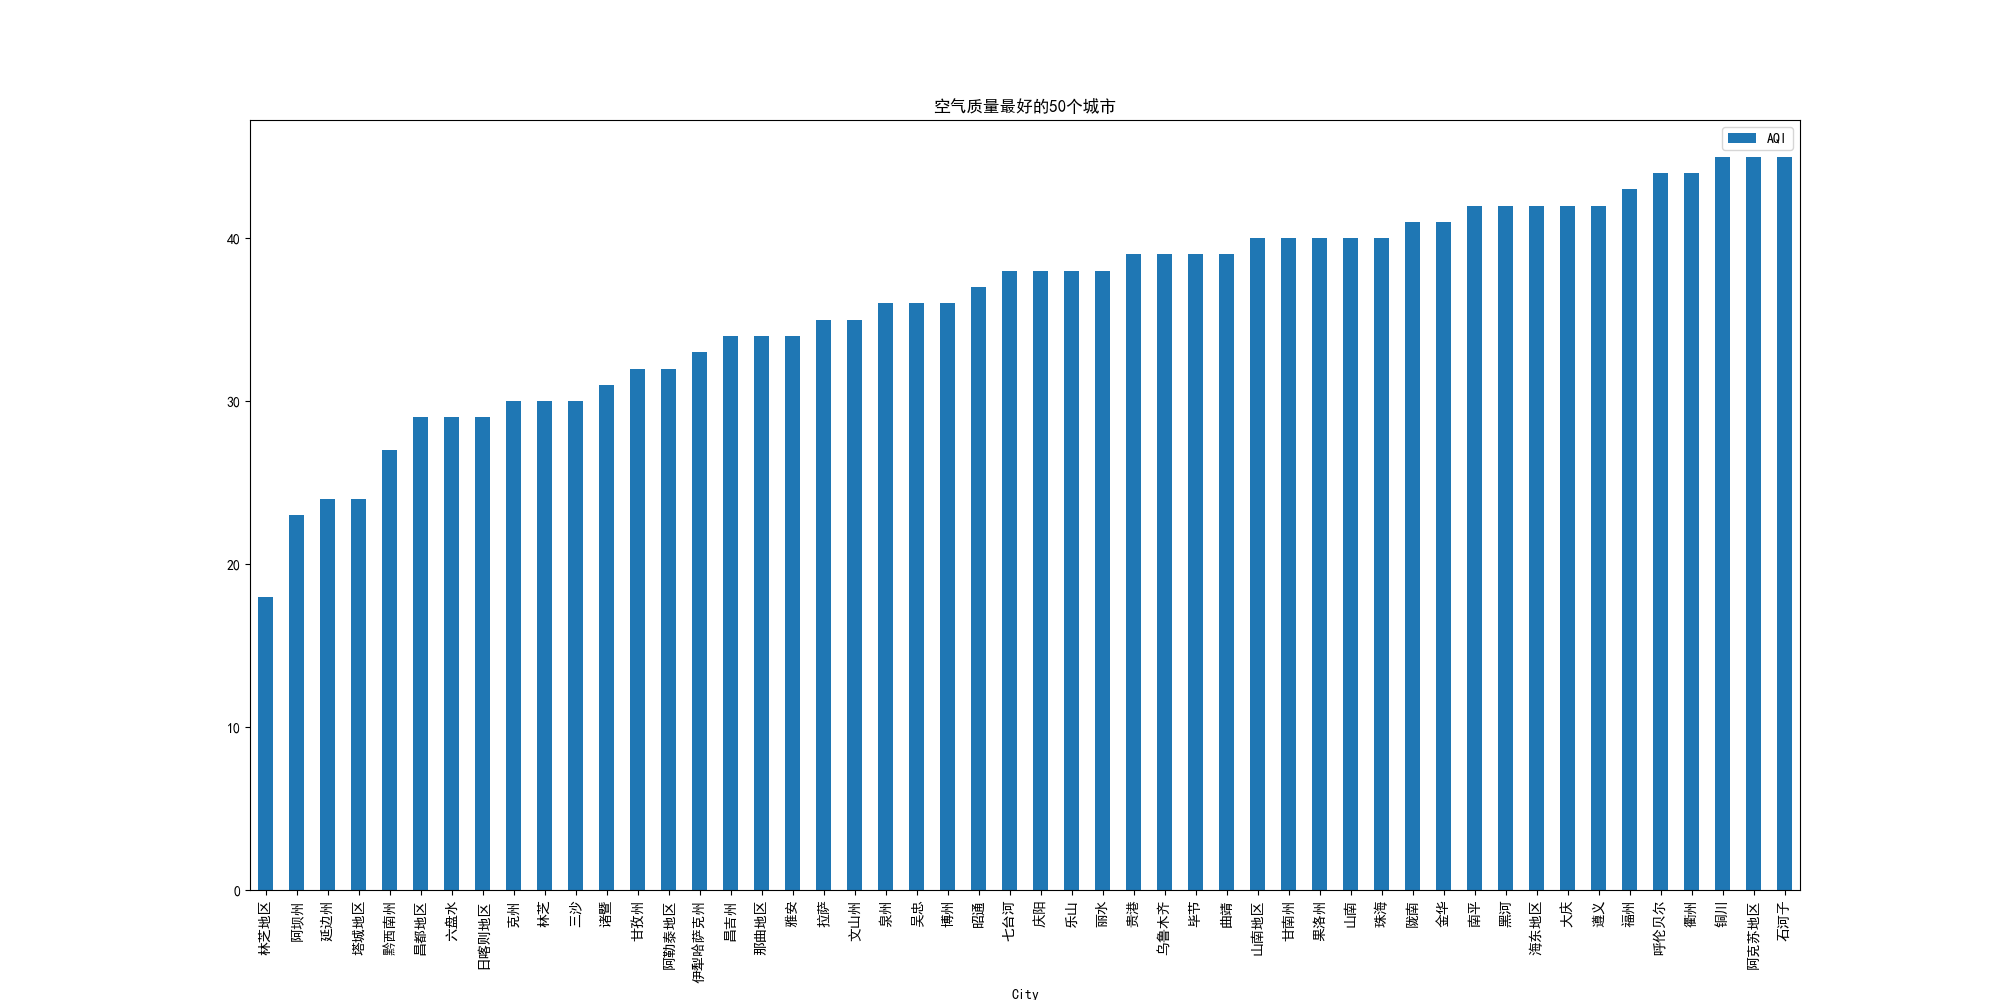 空气质量最好的50个城市
AQI
40
30
20
10
0
林芝地区
阿坝州
延边州
塔城地区
黔西南州
昌都地区
六盘水
日喀则地区
克州
林芝
三沙
诸暨
甘孜州
阿勒泰地区
伊犁哈萨克州
昌吉州
那曲地区
雅安
拉萨
文山州
泉州
吴忠
博州
昭通
七台河
庆阳
乐山
丽水
贵港
乌鲁木齐
毕节
曲靖
山南地区
甘南州
果洛州
山南
珠海
陇南
金华
南平
黑河
海东地区
大庆
遵义
福州
呼伦贝尔
衢州
铜川
阿克苏地区
石河子
City